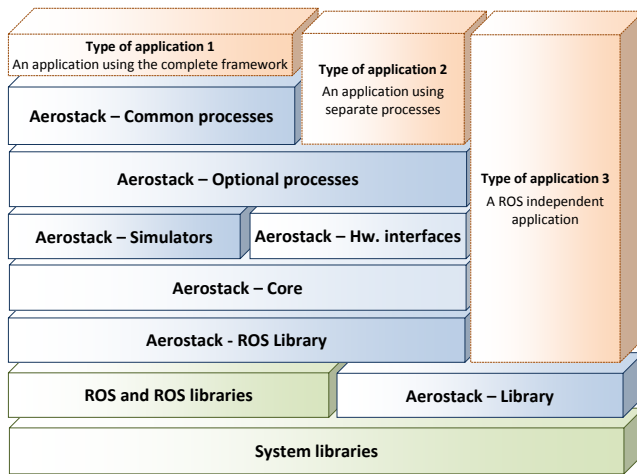 Type of application 1
An application using the complete framework
Type of application 2
An application using
separate processes
Aerostack – Common processes
Aerostack – Optional processes
Type of application 3
A ROS independent
application
Aerostack – Simulators
Aerostack – Hw. interfaces
Aerostack – Core
Aerostack - ROS Library
ROS and ROS libraries
Aerostack – Library
System libraries